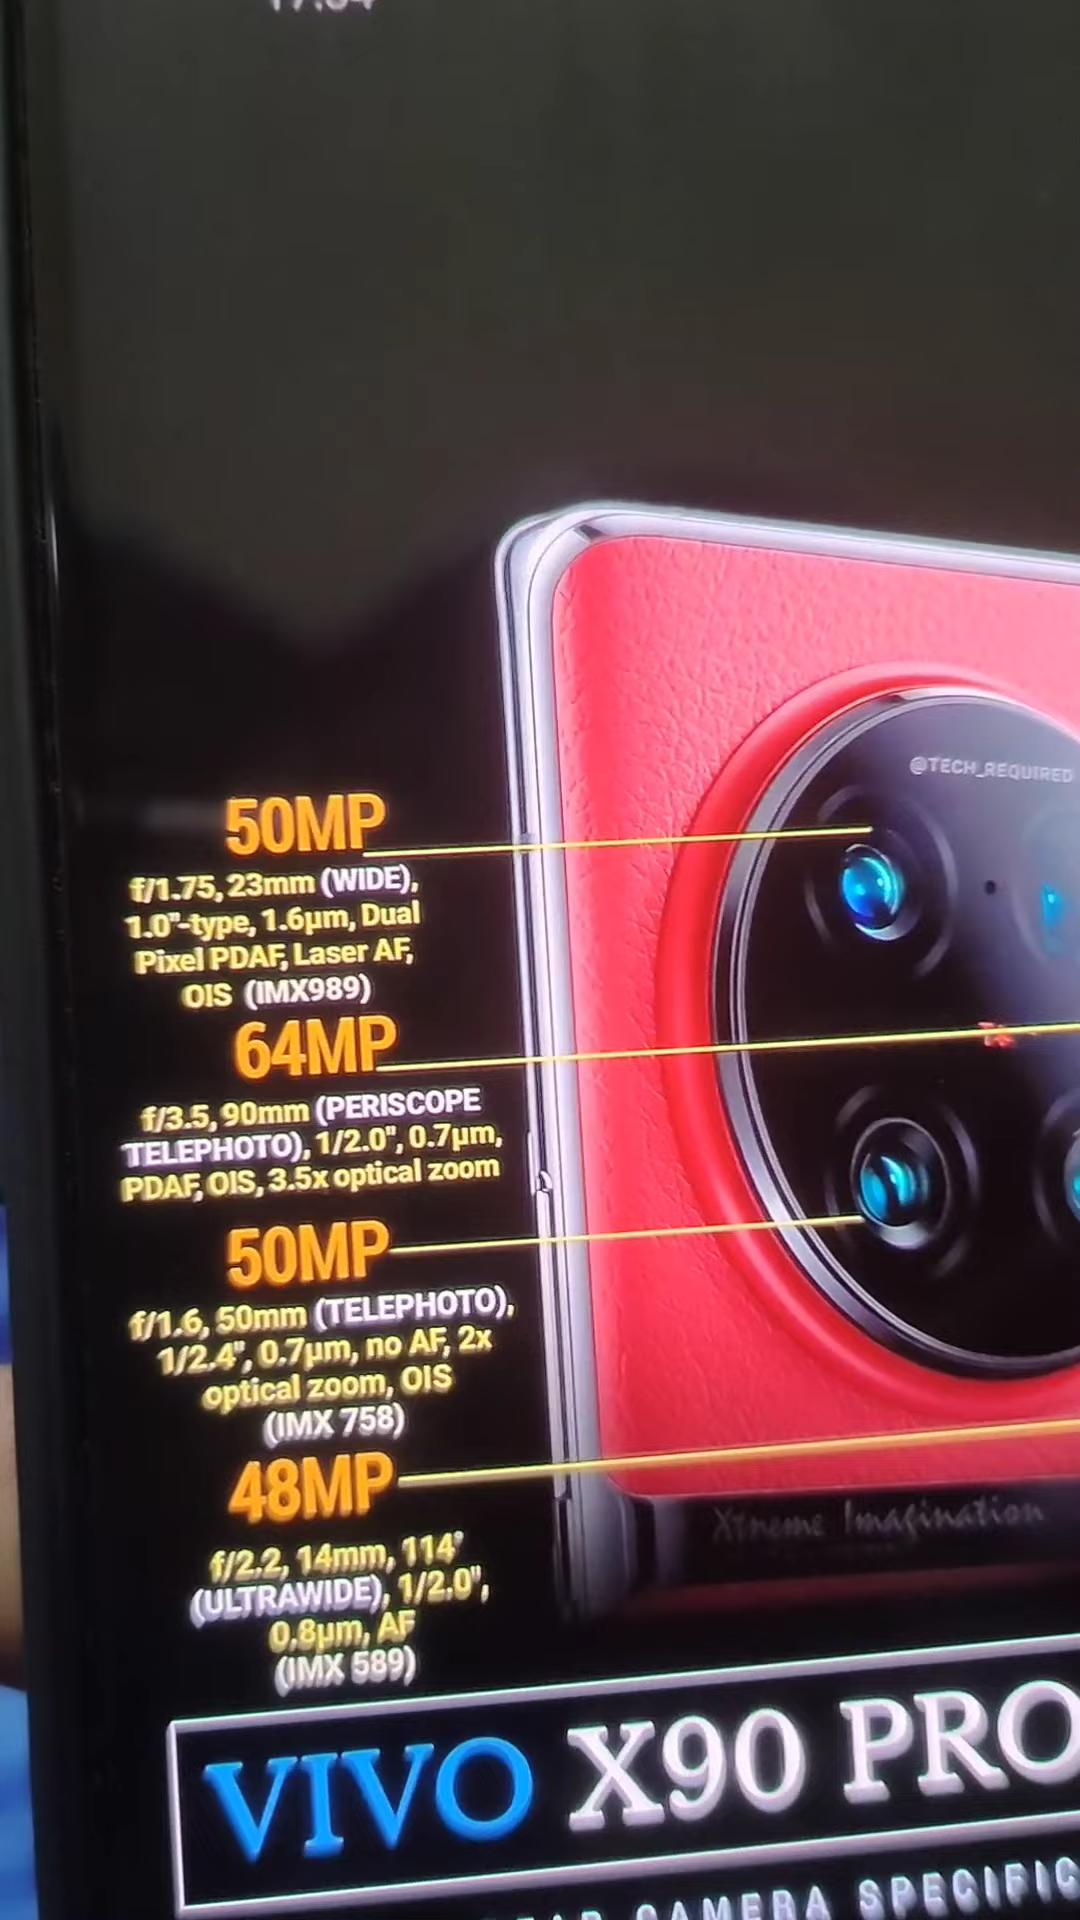 @TECH_REQUIRED
50MP
f/1.75, 23mm (WIDE),
1.0"-type, 1.6µm, Dual
Pixel PDAF, Laser AF,
OIS (IMX989)
64MP
f/3.5, 90mm (PERISCOPE
TELEPHOTO), 1/2.0", 0.7µm,
PDAF, OIS, 3.5x optical zoom
50MP
f/1.6, 50mm (TELEPHOTO),
1/2.4", 0.7µm, no AF, 2x
optical zoom, OIS
(IMX 758)
48MP
f/2.2, 14mm, 114°
(ULTRAWIDE), 1/2.0",
0.8µm, AF
(IMX 589)
Xtreme Imagination
VIVO X90 PRO
CAMERA SPECIFIC